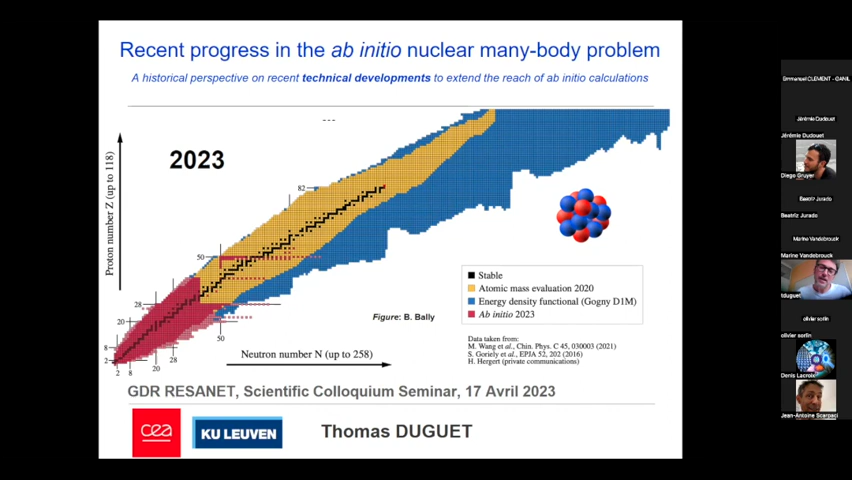 Recent progress in the ab initio nuclear many-body problem
A historical perspective on recent technical developments to extend the reach of ab initio calculations
2023
Proton number Z (up to 118)
82
50
28
20
8
2
2 8
20
28
50
Neutron number N (up to 258)
Figure: B. Bally
Stable
Atomic mass evaluation 2020
Energy density functional (Gogny D1M)
Ab initio 2023
Data taken from:
M. Wang et al., Chin. Phys. C 45, 030003 (2021)
S. Goriely et al., EPJA 52, 202 (2016)
H. Hergert (private communications)
GDR RESANET, Scientific Colloquium Seminar, 17 Avril 2023
cea
KU LEUVEN
Thomas DUGUET
Emmanuel CLEMENT - GANIL
Jérémie Dudouet
Jérémie Dudouet
Diego Gruyer
Beatriz Jurado
Beatriz Jurado
Marine Vandebrouck
Marine Vandebrouck
tduguet
olivier sorlin
olivier sorlin
Denis Lacroix
Jean-Antoine Scarpaci